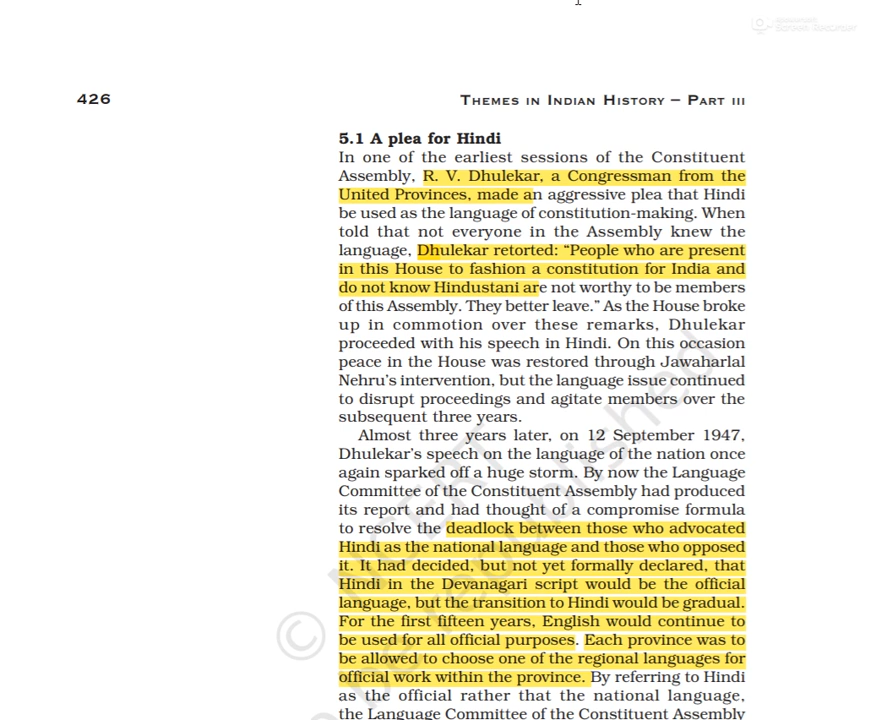 Screen Recorder
426
THEMES IN INDIAN HISTORY – PART III
5.1 A plea for Hindi
In one of the earliest sessions of the Constituent
Assembly, R. V. Dhulekar, a Congressman from the
United Provinces, made an aggressive plea that Hindi
be used as the language of constitution-making. When
told that not everyone in the Assembly knew the
language, Dhulekar retorted: “People who are present
in this House to fashion a constitution for India and
do not know Hindustani are not worthy to be members
of this Assembly. They better leave.” As the House broke
up in commotion over these remarks, Dhulekar
proceeded with his speech in Hindi. On this occasion
peace in the House was restored through Jawaharlal
Nehru’s intervention, but the language issue continued
to disrupt proceedings and agitate members over the
subsequent three years.
Almost three years later, on 12 September 1947,
Dhulekar’s speech on the language of the nation once
again sparked off a huge storm. By now the Language
Committee of the Constituent Assembly had produced
its report and had thought of a compromise formula
to resolve the deadlock between those who advocated
Hindi as the national language and those who opposed
it. It had decided, but not yet formally declared, that
Hindi in the Devanagari script would be the official
language, but the transition to Hindi would be gradual.
For the first fifteen years, English would continue to
be used for all official purposes. Each province was to
be allowed to choose one of the regional languages for
official work within the province. By referring to Hindi
as the official rather that the national language,
the Language Committee of the Constituent Assembly
© NCERT
be republished